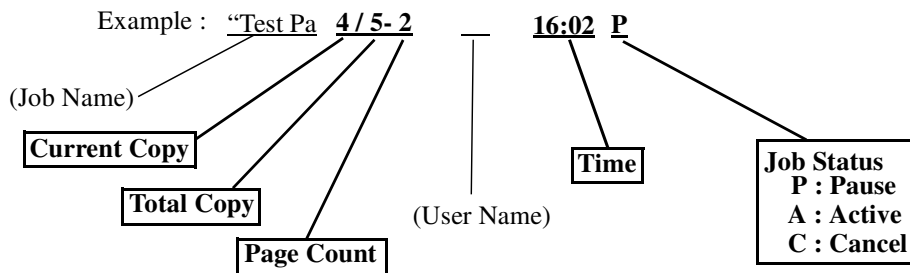 Example : “Test Pa 4 / 5- 2 __ 16:02 P
(Job Name)
Current Copy
Total Copy
Page Count
(User Name)
Time
Job Status
P : Pause
A : Active
C : Cancel